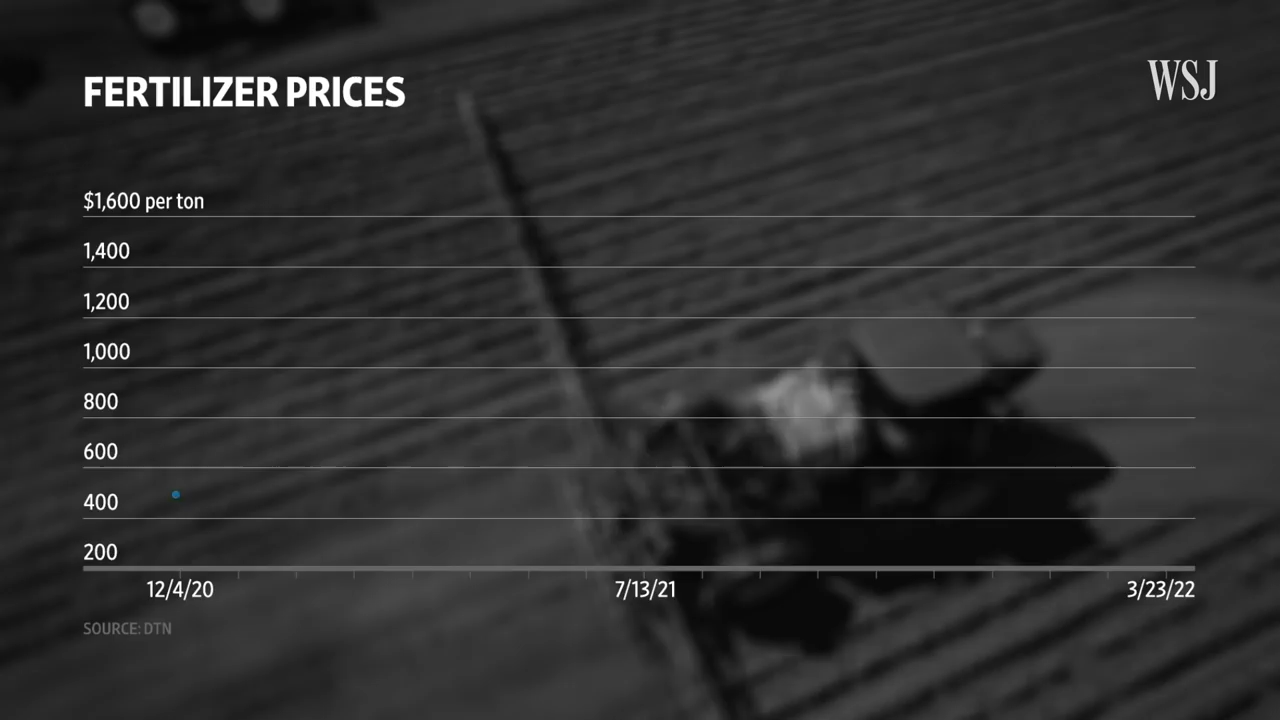 FERTILIZER PRICES
WSJ
$1,600 per ton
1,400
1,200
1,000
800
600
400
200
12/4/20 7/13/21 3/23/22
SOURCE: DTN